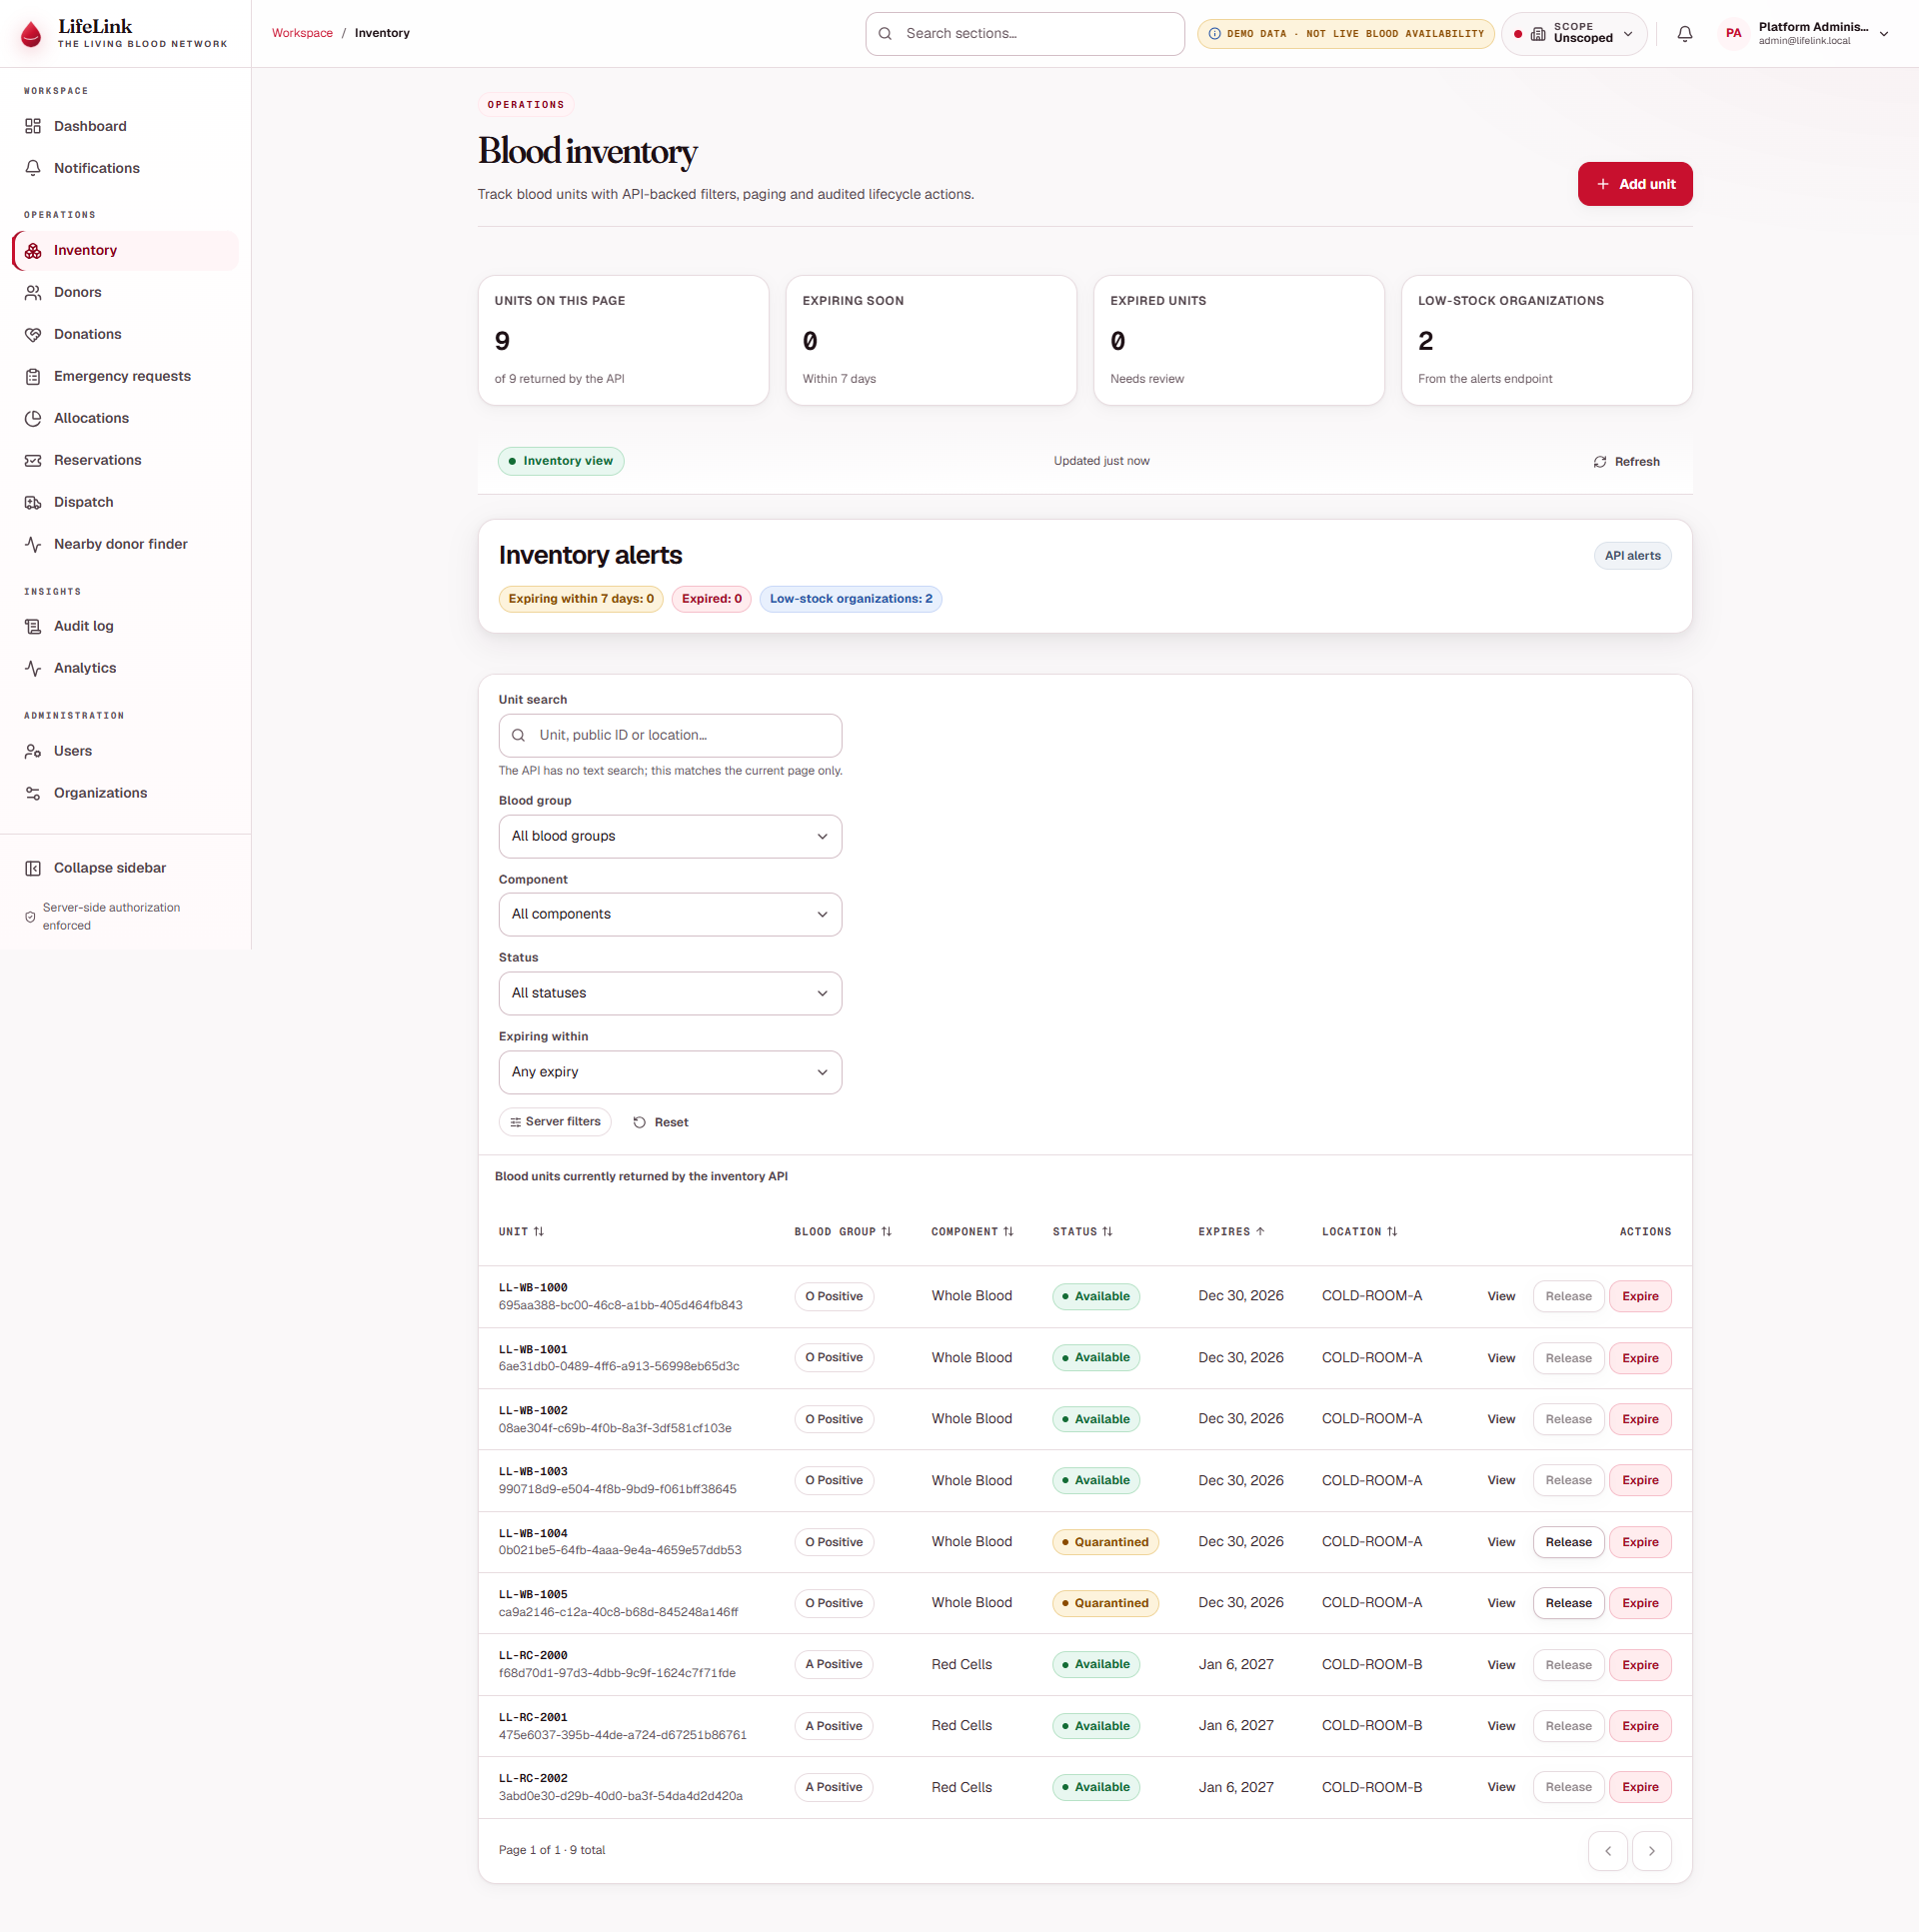 LifeLink
THE LIVING BLOOD NETWORK
Workspace / Inventory
Search sections...
DEMO DATA · NOT LIVE BLOOD AVAILABILITY
SCOPE
Unscoped
PA
Platform Adminis...
admin@lifelink.local
WORKSPACE
Dashboard
Notifications
OPERATIONS
Inventory
Donors
Donations
Emergency requests
Allocations
Reservations
Dispatch
Nearby donor finder
INSIGHTS
Audit log
Analytics
ADMINISTRATION
Users
Organizations
Collapse sidebar
Server-side authorization
enforced
OPERATIONS
Blood inventory
Track blood units with API-backed filters, paging and audited lifecycle actions.
Add unit
UNITS ON THIS PAGE
9
of 9 returned by the API
EXPIRING SOON
0
Within 7 days
EXPIRED UNITS
0
Needs review
LOW-STOCK ORGANIZATIONS
2
From the alerts endpoint
Inventory view
Updated just now
Refresh
Inventory alerts
API alerts
Expiring within 7 days: 0
Expired: 0
Low-stock organizations: 2
Unit search
Unit, public ID or location...
The API has no text search; this matches the current page only.
Blood group
All blood groups
Component
All components
Status
All statuses
Expiring within
Any expiry
Server filters
Reset
Blood units currently returned by the inventory API
UNIT BLOOD GROUP COMPONENT STATUS EXPIRES LOCATION ACTIONS
LL-WB-1000
695aa388-bc00-46c8-a1bb-405d464fb843
O Positive Whole Blood Available Dec 30, 2026 COLD-ROOM-A View Release Expire
LL-WB-1001
6ae31db0-0489-4ff6-a913-56998eb65d3c
O Positive Whole Blood Available Dec 30, 2026 COLD-ROOM-A View Release Expire
LL-WB-1002
08ae304f-c69b-4f0b-8a3f-3df581cf103e
O Positive Whole Blood Available Dec 30, 2026 COLD-ROOM-A View Release Expire
LL-WB-1003
990718d9-e504-4f8b-9bd9-f061bff38645
O Positive Whole Blood Available Dec 30, 2026 COLD-ROOM-A View Release Expire
LL-WB-1004
0b021be5-64fb-4aaa-9e4a-4659e57ddb53
O Positive Whole Blood Quarantined Dec 30, 2026 COLD-ROOM-A View Release Expire
LL-WB-1005
ca9a2146-c12a-40c8-b68d-845248a146ff
O Positive Whole Blood Quarantined Dec 30, 2026 COLD-ROOM-A View Release Expire
LL-RC-2000
f68d70d1-97d3-4dbb-9c9f-1624c7f71fde
A Positive Red Cells Available Jan 6, 2027 COLD-ROOM-B View Release Expire
LL-RC-2001
475e6037-395b-44de-a724-d67251b86761
A Positive Red Cells Available Jan 6, 2027 COLD-ROOM-B View Release Expire
LL-RC-2002
3abd0e30-d29b-40d0-ba3f-54da4d2d420a
A Positive Red Cells Available Jan 6, 2027 COLD-ROOM-B View Release Expire
Page 1 of 1 · 9 total